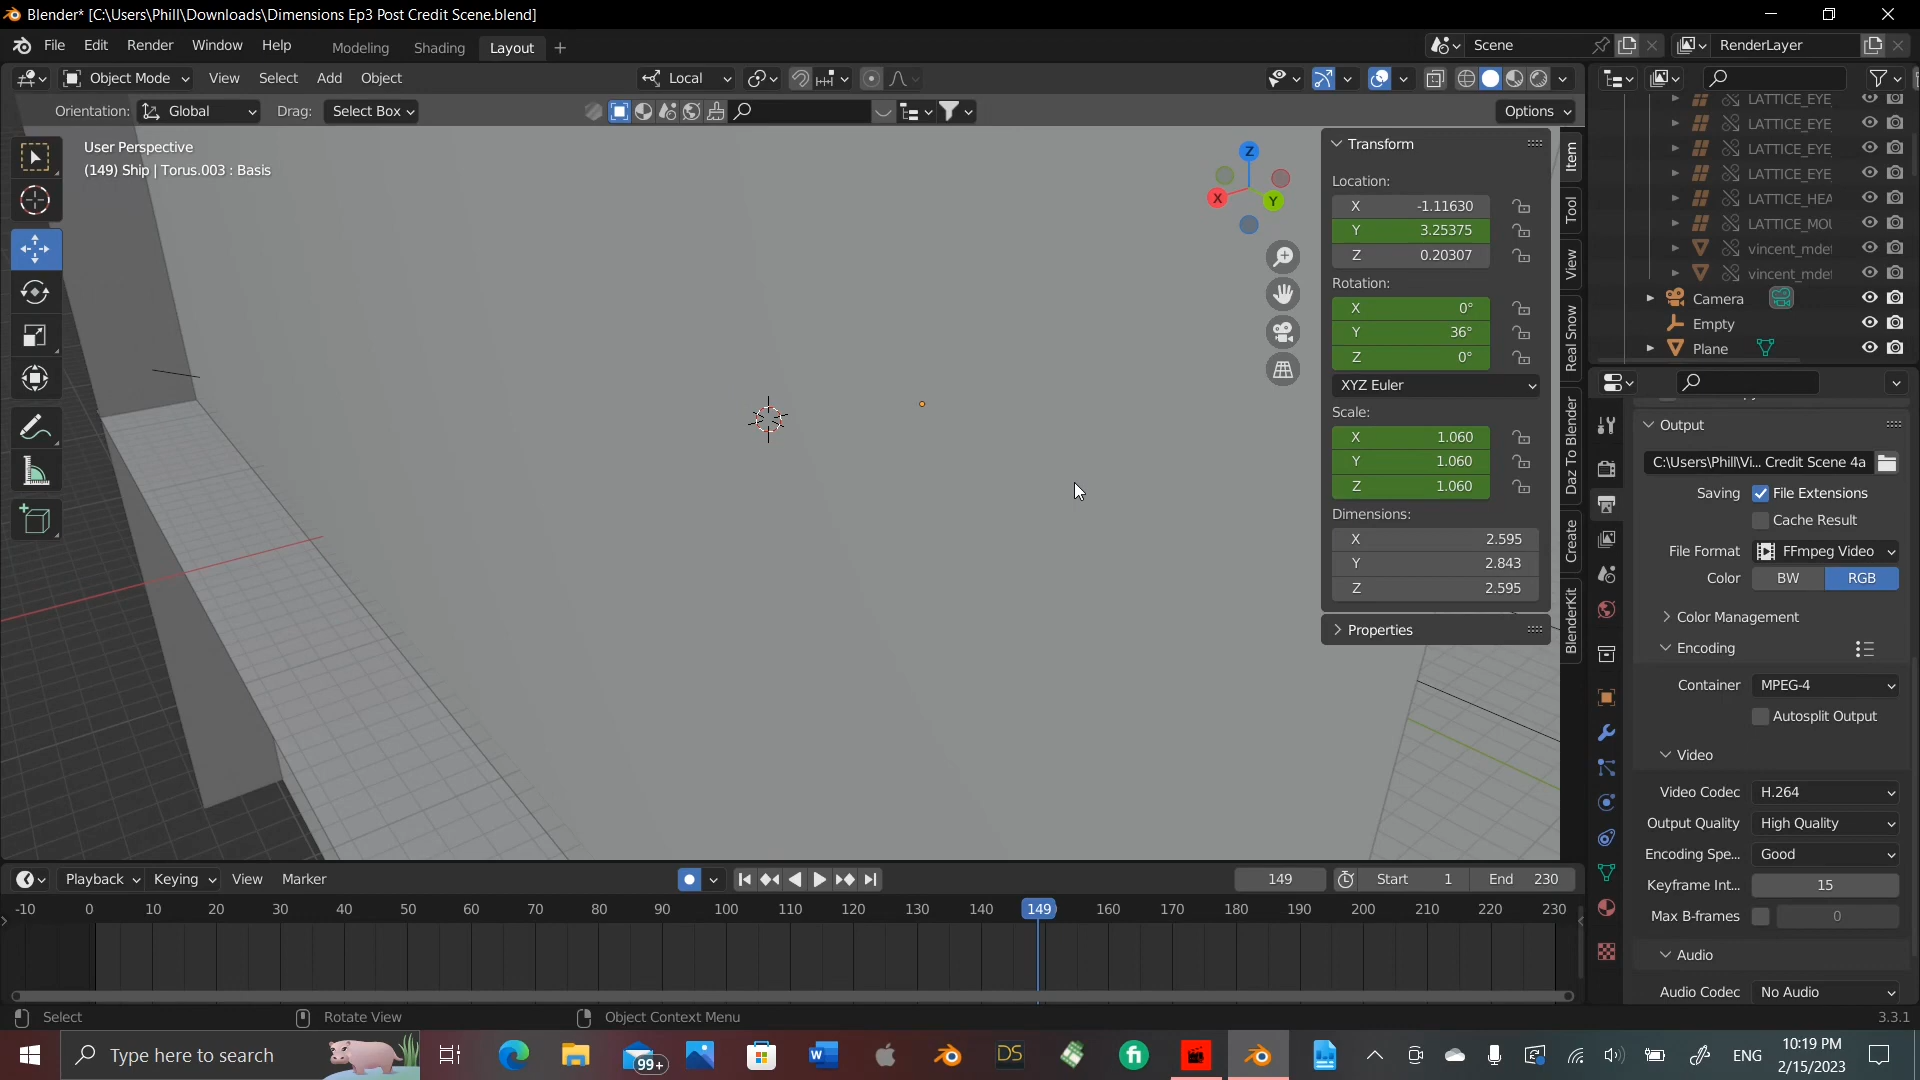 Blender* [C:\Users\Phill\Downloads\Dimensions Ep3 Post Credit Scene.blend]
File Edit Render Window Help Modeling Shading Layout Scene RenderLayer
Object Mode View Select Add Object Local
Orientation: Global Drag: Select Box Options
User Perspective
(149) Ship | Torus.003 : Basis
Z
X
Y
Transform
Location:
X -1.11630
Y 3.25375
Z 0.20307
Rotation:
X 0°
Y 36°
Z 0°
XYZ Euler
Scale:
X 1.060
Y 1.060
Z 1.060
Dimensions:
X 2.595
Y 2.843
Z 2.595
Properties
Item
Tool
View
Real Snow
Daz To Blender
Create
BlenderKit
LATTICE_EYE
LATTICE_EYE
LATTICE_EYE
LATTICE_EYE
LATTICE_HEA
LATTICE_MOU
vincent_mde
vincent_mde
Camera
Empty
Plane
Output
C:\Users\Phill\Vi... Credit Scene 4a
Saving File Extensions
Cache Result
File Format FFmpeg Video
Color BW RGB
Color Management
Encoding
Container MPEG-4
Autosplit Output
Video
Video Codec H.264
Output Quality High Quality
Encoding Spe... Good
Keyframe Int... 15
Max B-frames 0
Audio
Audio Codec No Audio
Playback Keying View Marker 149 Start 1 End 230
-10 0 10 20 30 40 50 60 70 80 90 100 110 120 130 140 149 160 170 180 190 200 210 220 230
Select Rotate View Object Context Menu 3.3.1
Type here to search 99+ W DS fi ENG 10:19 PM
2/15/2023